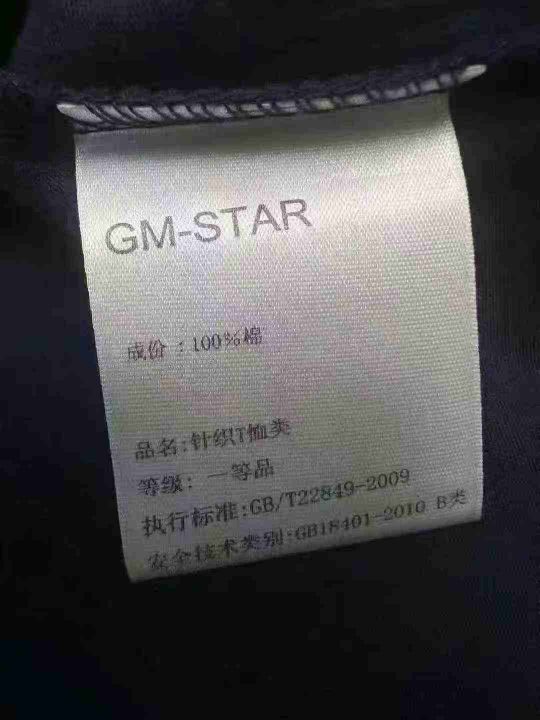 GM-STAR
成份：100%棉
品名:针织T恤类
等级：一等品
执行标准:GB/T22849-2009
安全技术类别:GB18401-2010 B类